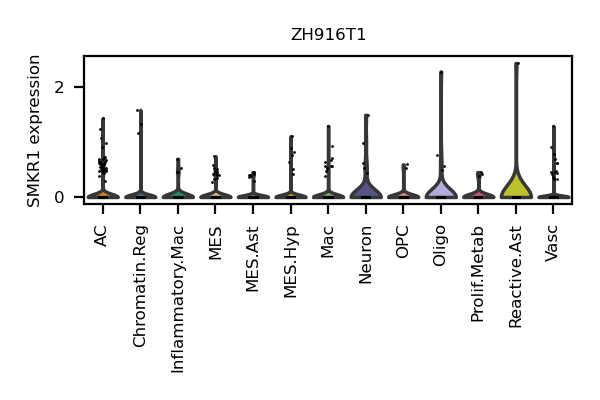 ZH916T1
SMKR1 expression
2
0
AC
Chromatin.Reg
Inflammatory.Mac
MES
MES.Ast
MES.Hyp
Mac
Neuron
OPC
Oligo
Prolif.Metab
Reactive.Ast
Vasc